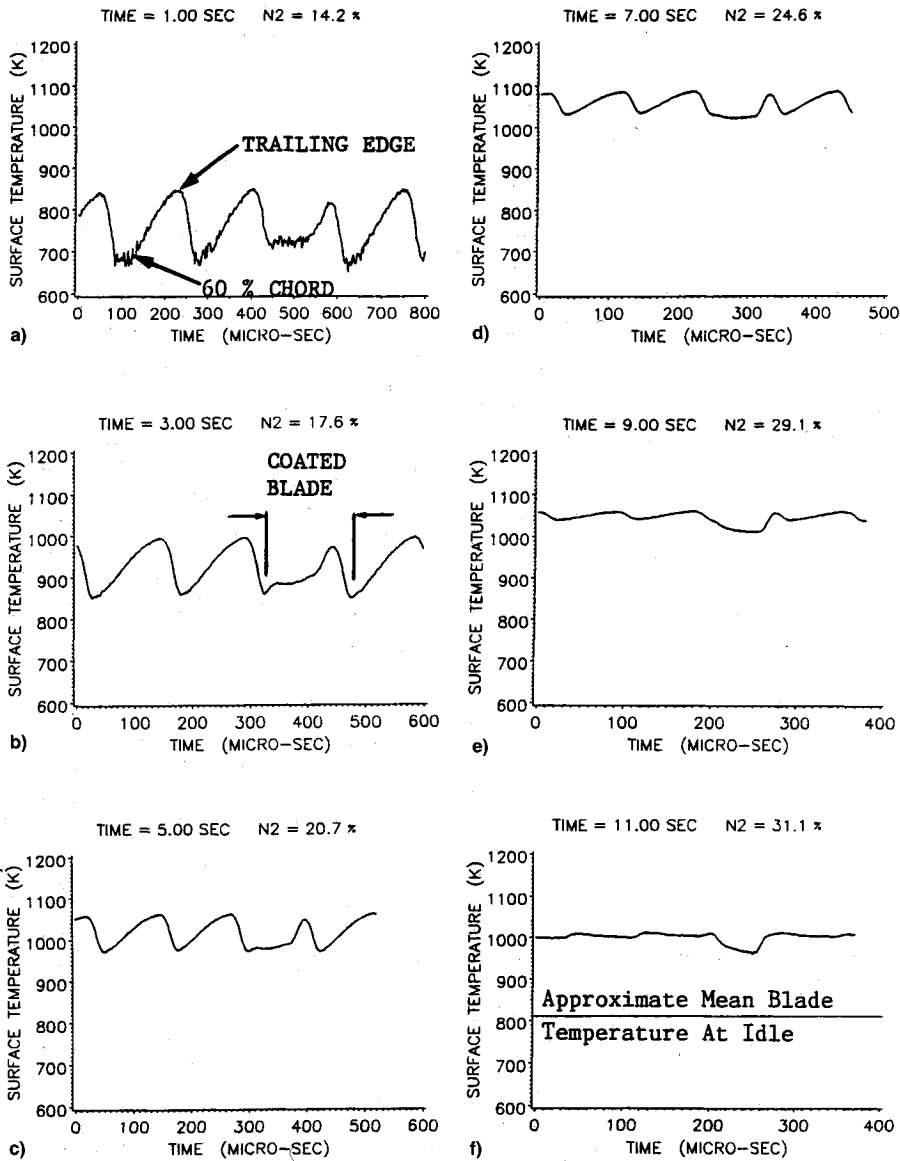 TIME = 1.00 SEC N2 = 14.2 %
SURFACE TEMPERATURE (K)
1200
1100
1000
900
800
700
600
TRAILING EDGE
60 % CHORD
0 100 200 300 400 500 600 700 800
TIME (MICRO-SEC)
a)
TIME = 3.00 SEC N2 = 17.6 %
SURFACE TEMPERATURE (K)
1200
1100
1000
900
800
700
600
COATED
BLADE
0 100 200 300 400 500 600
TIME (MICRO-SEC)
b)
TIME = 5.00 SEC N2 = 20.7 %
SURFACE TEMPERATURE (K)
1200
1100
1000
900
800
700
600
0 100 200 300 400 500 600
TIME (MICRO-SEC)
c)
TIME = 7.00 SEC N2 = 24.6 %
SURFACE TEMPERATURE (K)
1200
1100
1000
900
800
700
600
0 100 200 300 400 500
TIME (MICRO-SEC)
d)
TIME = 9.00 SEC N2 = 29.1 %
SURFACE TEMPERATURE (K)
1200
1100
1000
900
800
700
600
0 100 200 300 400
TIME (MICRO-SEC)
e)
TIME = 11.00 SEC N2 = 31.1 %
SURFACE TEMPERATURE (K)
1200
1100
1000
900
800
700
600
Approximate Mean Blade
Temperature At Idle
0 100 200 300 400
TIME (MICRO-SEC)
f)